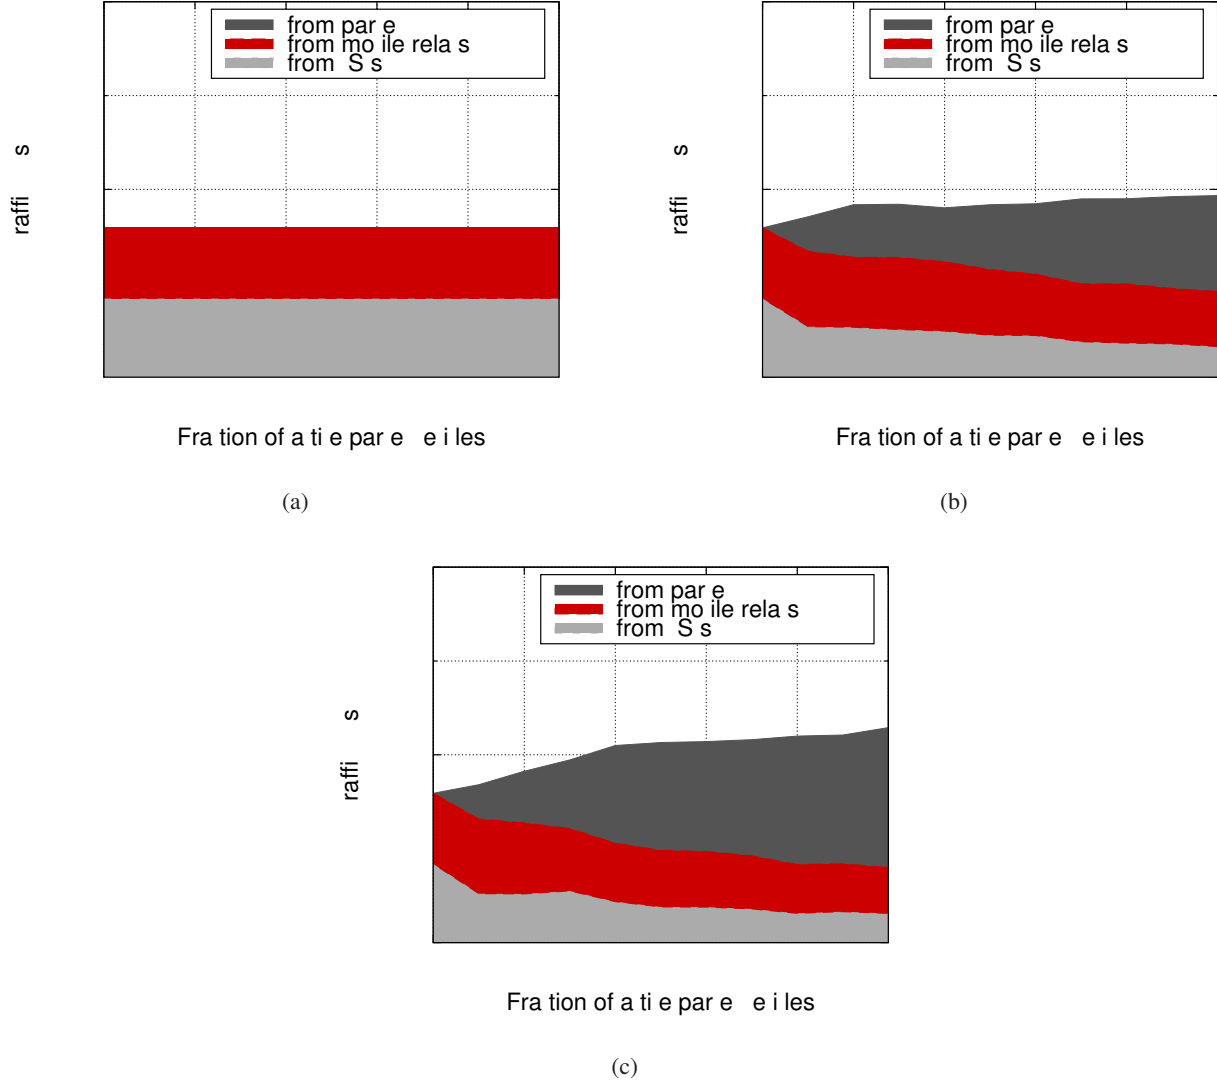 from par e
from mo ile rela s
from S s
raffi s
Fra tion of a ti e par e e i les
(a)
from par e
from mo ile rela s
from S s
raffi s
Fra tion of a ti e par e e i les
(b)
from par e
from mo ile rela s
from S s
raffi s
Fra tion of a ti e par e e i les
(c)